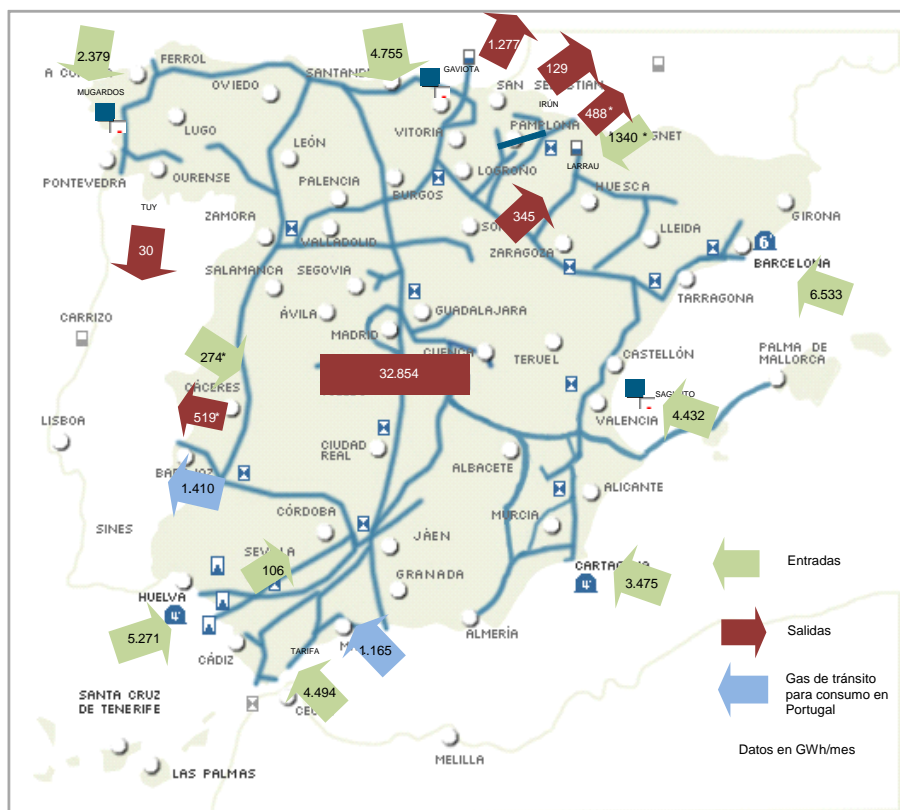 2.379
4.755
1.277
129
488*
1340 *
FERROL
MUGARDOS
OVIEDO
GAVIOTA
SAN
IRÚN
LUGO
VITORIA
PAMPLONA
LEÓN
LOGROÑO
LARRAU
PONTEVEDRA
OURENSE
PALENCIA
BURGOS
HUESCA
GIRONA
TUY
ZAMORA
345
VALLADOLID
ZARAGOZA
LLEIDA
30
BARCELONA
SALAMANCA
SEGOVIA
TARRAGONA
6.533
ÁVILA
GUADALAJARA
CARRIZO
MADRID
CUENCA
TERUEL
CASTELLÓN
PALMA DE
MALLORCA
274*
32.854
CÁCERES
SAGUNTO
519*
4.432
LISBOA
VALENCIA
CIUDAD
REAL
ALBACETE
BADAJOZ
1.410
ALICANTE
CÓRDOBA
MURCIA
SINES
JÁEN
SEVILLA
106
CARTAGENA
Entradas
GRANADA
3.475
HUELVA
5.271
ALMERÍA
Salidas
CÁDIZ
TARIFA
1.165
Gas de tránsito
para consumo en
Portugal
4.494
SANTA CRUZ
DE TENERIFE
Datos en GWh/mes
MELILLA
LAS PALMAS